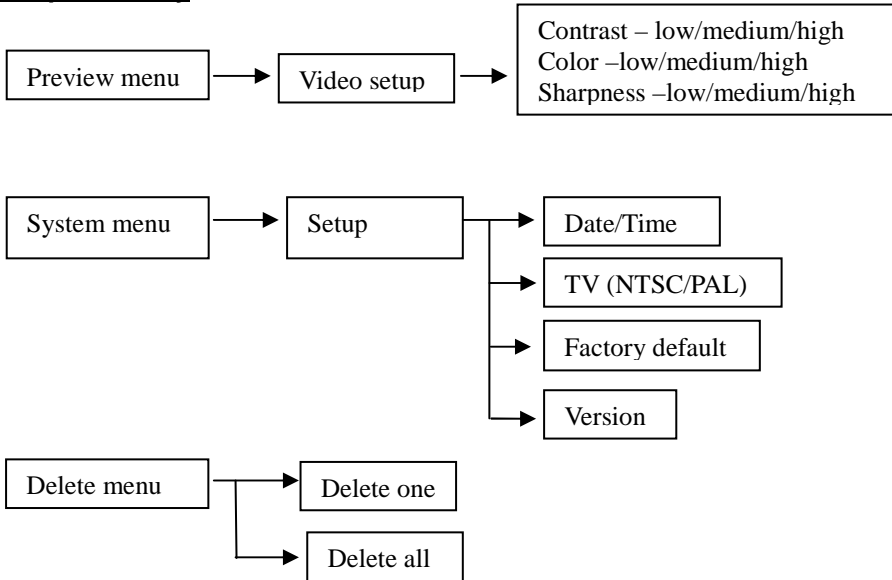 Preview menu
Video setup
Contrast – low/medium/high
Color –low/medium/high
Sharpness –low/medium/high
System menu
Setup
Date/Time
TV (NTSC/PAL)
Factory default
Version
Delete menu
Delete one
Delete all